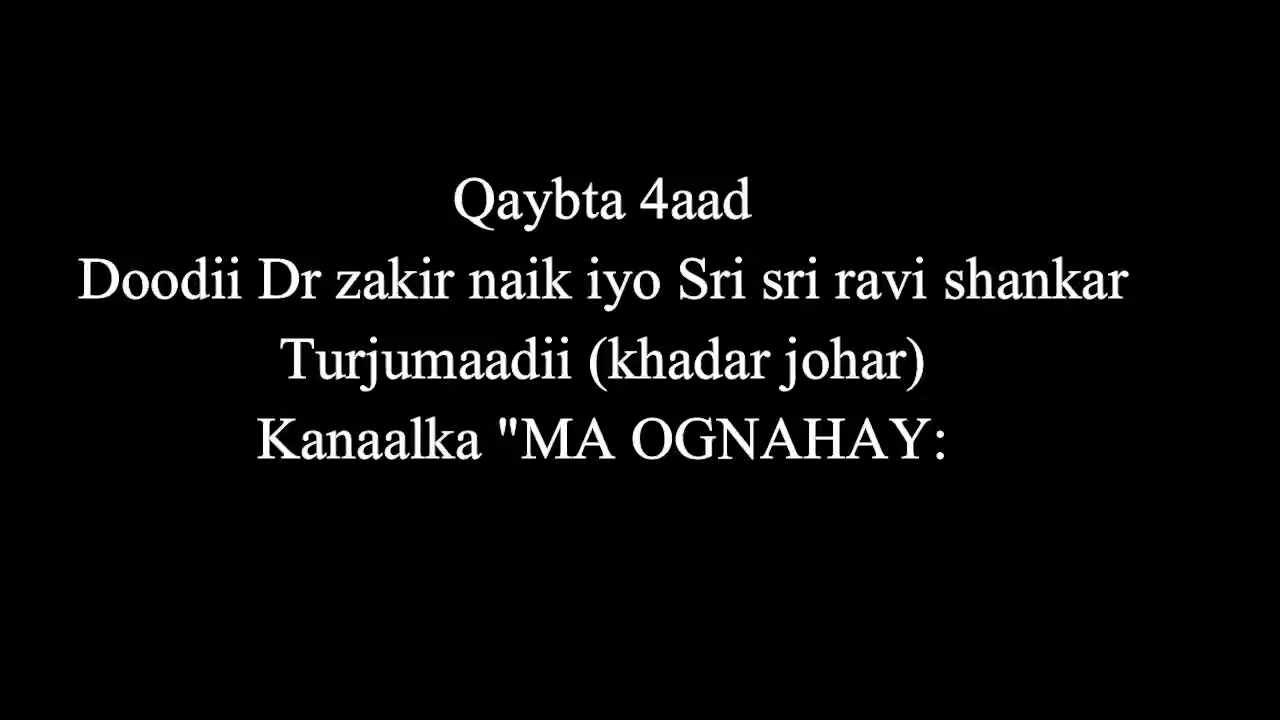 Qaybta 4aad
Doodii Dr zakir naik iyo Sri sri ravi shankar
Turjumaadii (khadar johar)
Kanaalka "MA OGNAHAY: